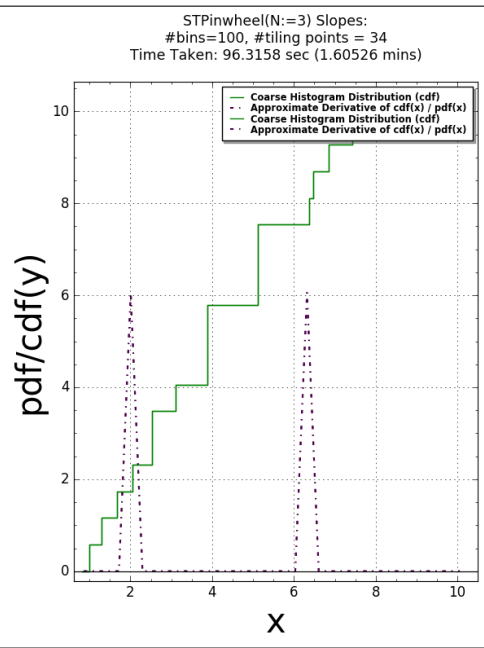 STPinwheel(N:=3) Slopes:
#bins=100, #tiling points = 34
Time Taken: 96.3158 sec (1.60526 mins)
Coarse Histogram Distribution (cdf)
Approximate Derivative of cdf(x) / pdf(x)
Coarse Histogram Distribution (cdf)
Approximate Derivative of cdf(x) / pdf(x)
pdf/cdf(y)
10
8
6
4
2
0
2 4 6 8 10
x